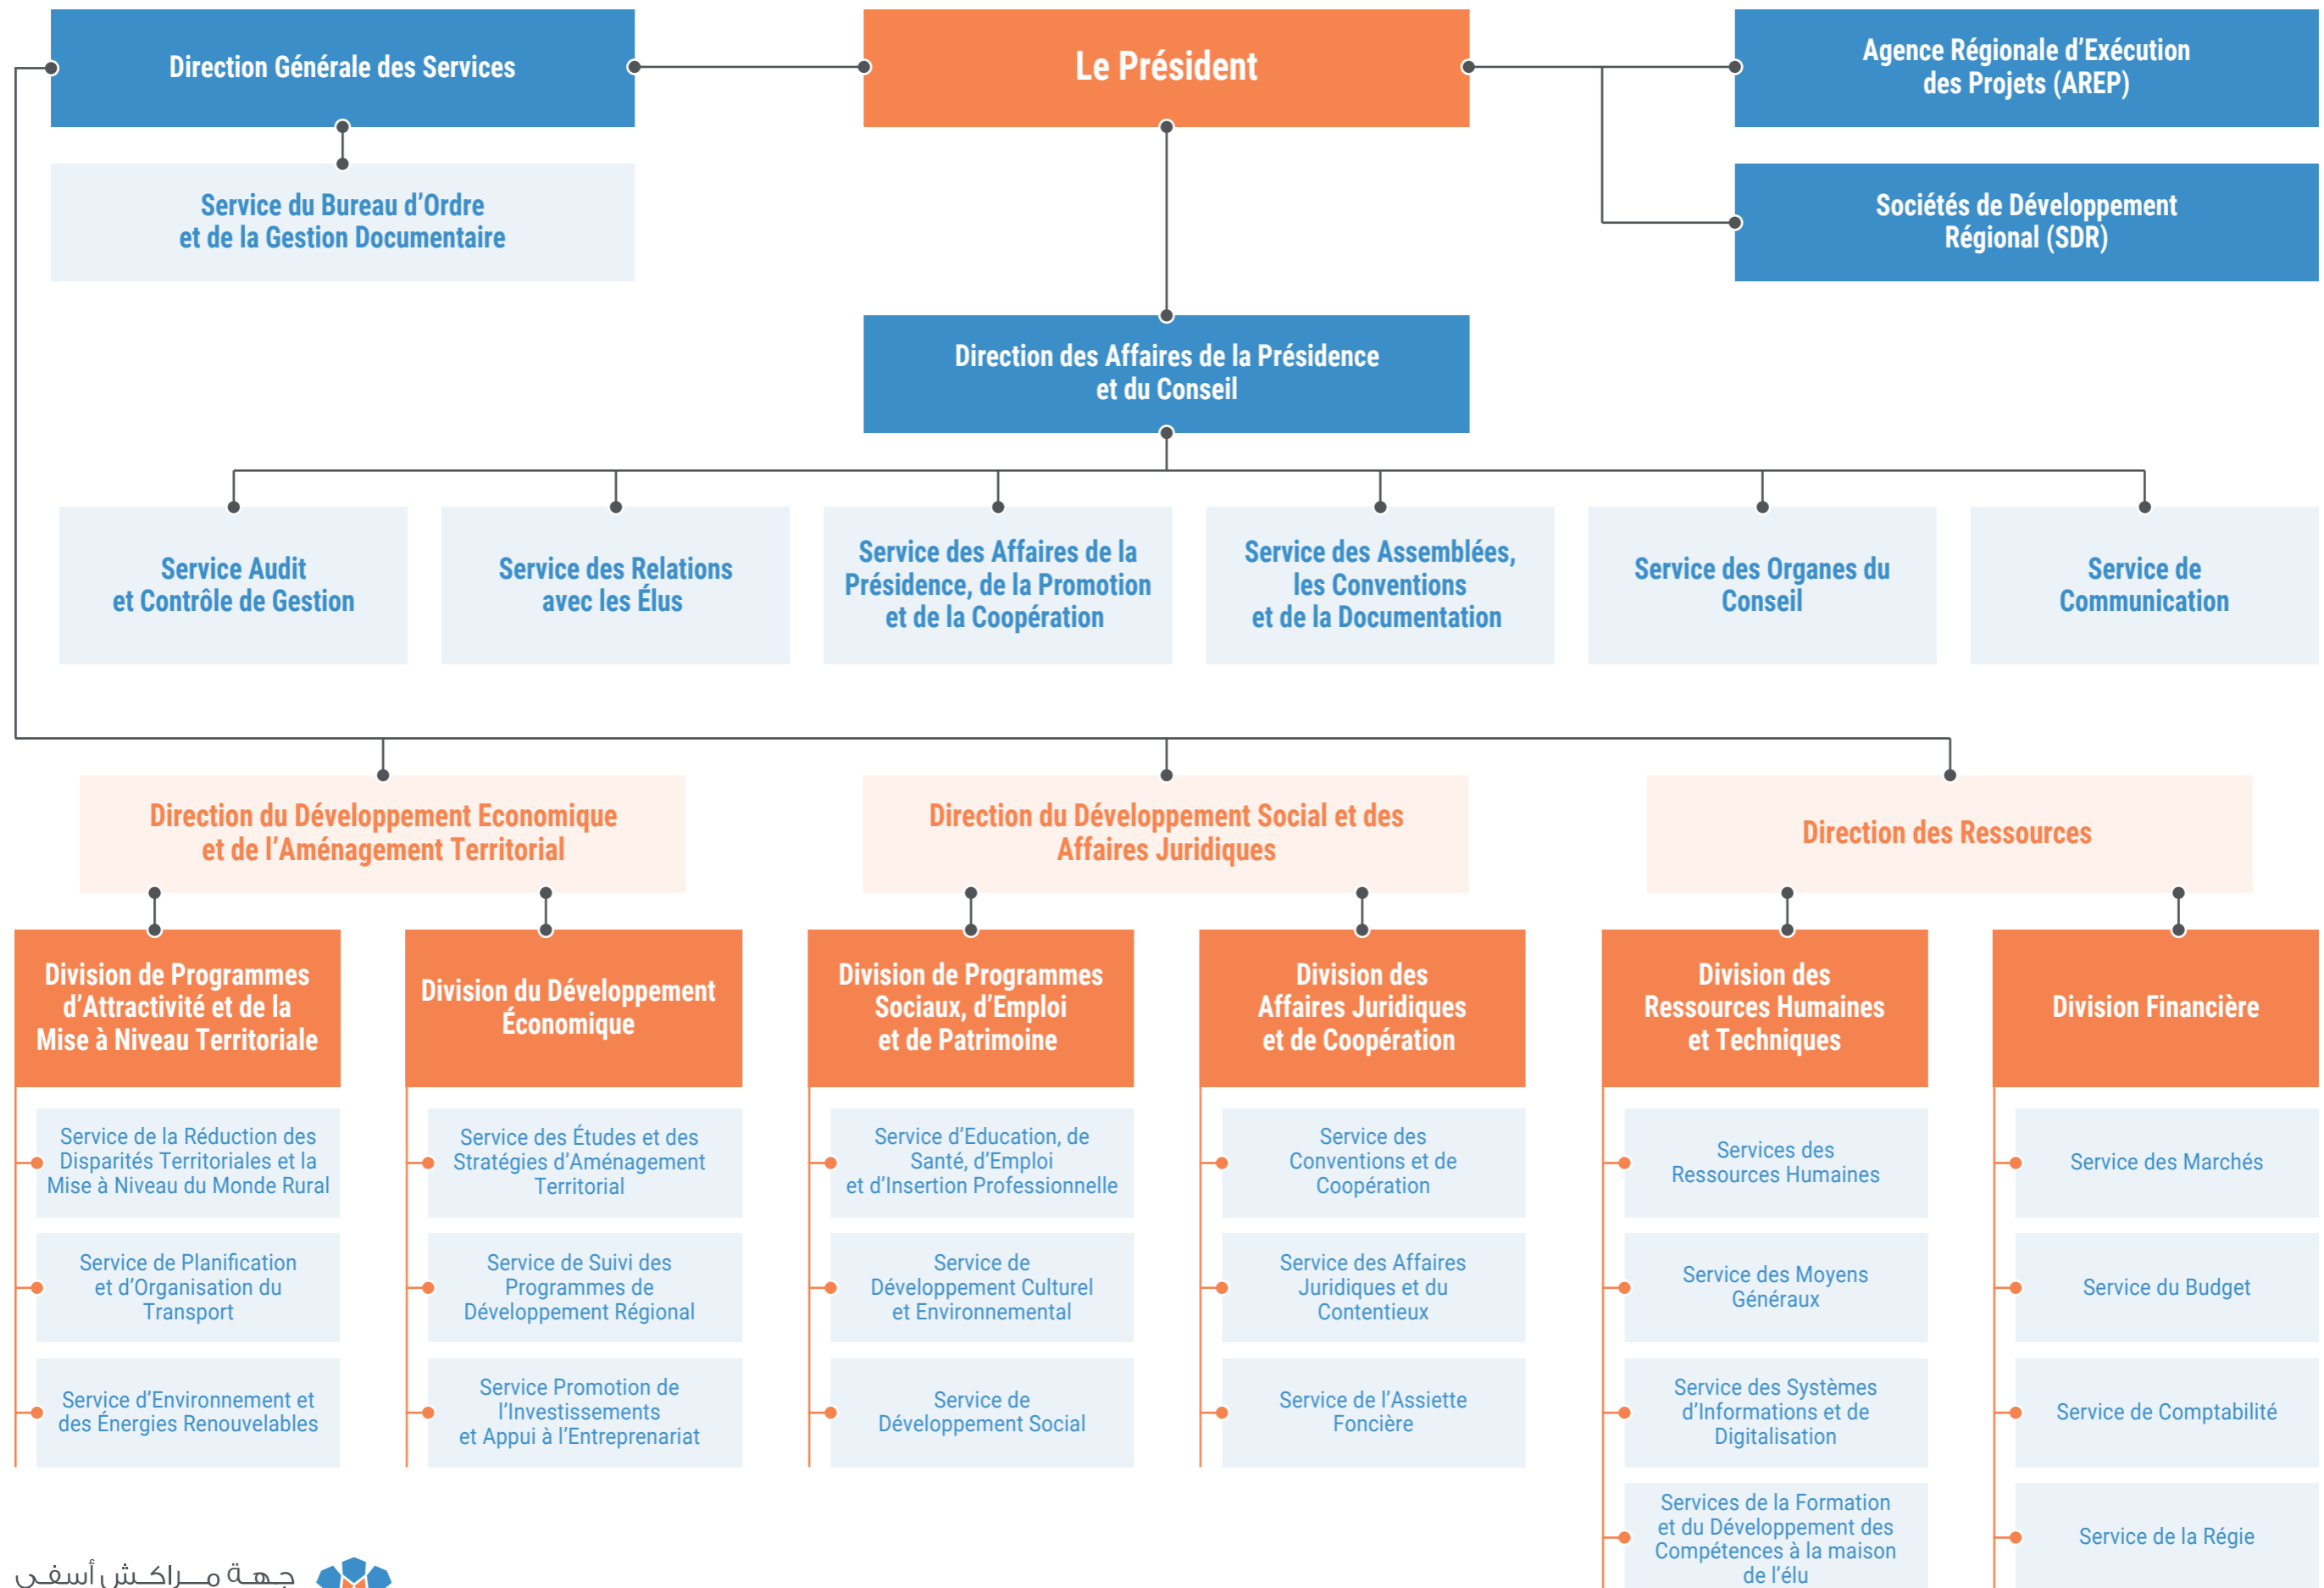 Direction Générale des Services
Le Président
Agence Régionale d’Exécution
des Projets (AREP)
Service du Bureau d’Ordre
et de la Gestion Documentaire
Sociétés de Développement
Régional (SDR)
Direction des Affaires de la Présidence
et du Conseil
Service Audit
et Contrôle de Gestion
Service des Relations
avec les Élus
Service des Affaires de la
Présidence, de la Promotion
et de la Coopération
Service des Assemblées,
les Conventions
et de la Documentation
Service des Organes du
Conseil
Service de
Communication
Direction du Développement Economique
et de l’Aménagement Territorial
Direction du Développement Social et des
Affaires Juridiques
Direction des Ressources
Division de Programmes
d’Attractivité et de la
Mise à Niveau Territoriale
Division du Développement
Économique
Division de Programmes
Sociaux, d’Emploi
et de Patrimoine
Division des
Affaires Juridiques
et de Coopération
Division des
Ressources Humaines
et Techniques
Division Financière
Service de la Réduction des
Disparités Territoriales et la
Mise à Niveau du Monde Rural
Service de Planification
et d’Organisation du
Transport
Service d’Environnement et
des Énergies Renouvelables
Service des Études et des
Stratégies d’Aménagement
Territorial
Service de Suivi des
Programmes de
Développement Régional
Service Promotion de
l’Investissements
et Appui à l’Entreprenariat
Service d’Education, de
Santé, d’Emploi
et d’Insertion Professionnelle
Service de
Développement Culturel
et Environnemental
Service de
Développement Social
Service des
Conventions et de
Coopération
Service des Affaires
Juridiques et du
Contentieux
Service de l’Assiette
Foncière
Services des
Ressources Humaines
Service des Moyens
Généraux
Service des Systèmes
d’Informations et de
Digitalisation
Services de la Formation
et du Développement des
Compétences à la maison
de l’élu
Service des Marchés
Service du Budget
Service de Comptabilité
Service de la Régie
جـهـة مـــراكــش أسـفـي